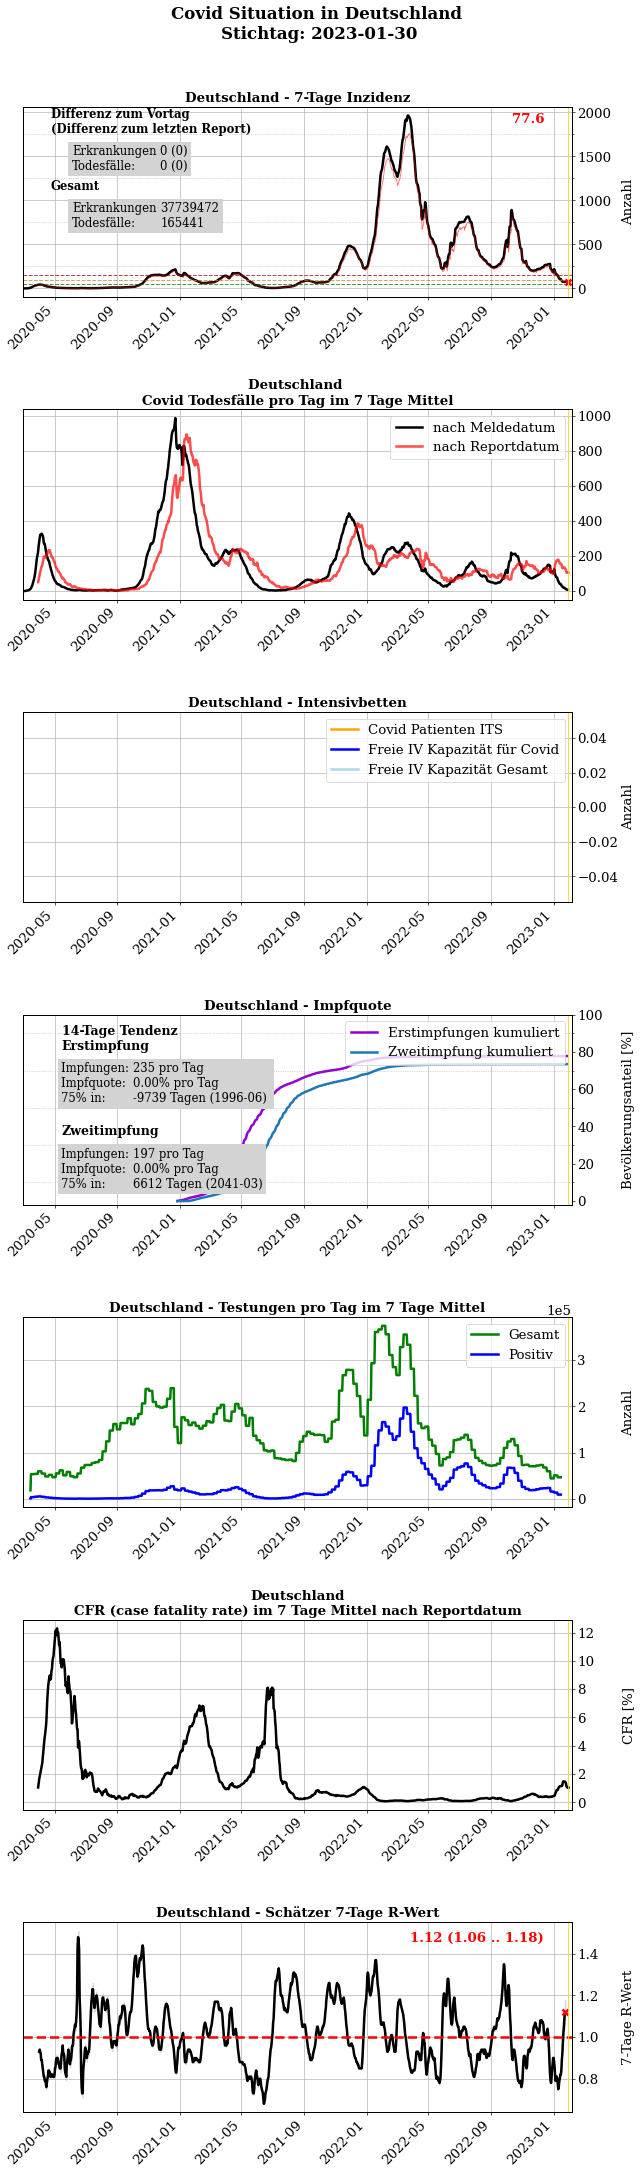 Covid Situation in Deutschland
Stichtag: 2023-01-30
Deutschland - 7-Tage Inzidenz
Differenz zum Vortag
(Differenz zum letzten Report)
Erkrankungen 0 (0)
Todesfälle: 0 (0)
Gesamt
Erkrankungen 37739472
Todesfälle: 165441
77.6
2000
1500
1000
500
0
Anzahl
2020-05
2020-09
2021-01
2021-05
2021-09
2022-01
2022-05
2022-09
2023-01
Deutschland
Covid Todesfälle pro Tag im 7 Tage Mittel
nach Meldedatum
nach Reportdatum
1000
800
600
400
200
0
2020-05
2020-09
2021-01
2021-05
2021-09
2022-01
2022-05
2022-09
2023-01
Deutschland - Intensivbetten
Covid Patienten ITS
Freie IV Kapazität für Covid
Freie IV Kapazität Gesamt
0.04
0.02
0.00
−0.02
−0.04
Anzahl
2020-05
2020-09
2021-01
2021-05
2021-09
2022-01
2022-05
2022-09
2023-01
Deutschland - Impfquote
14-Tage Tendenz
Erstimpfung
Impfungen: 235 pro Tag
Impfquote: 0.00% pro Tag
75% in: -9739 Tagen (1996-06)
Zweitimpfung
Impfungen: 197 pro Tag
Impfquote: 0.00% pro Tag
75% in: 6612 Tagen (2041-03)
Erstimpfungen kumuliert
Zweitimpfung kumuliert
100
80
60
40
20
0
Bevölkerungsanteil [%]
2020-05
2020-09
2021-01
2021-05
2021-09
2022-01
2022-05
2022-09
2023-01
Deutschland - Testungen pro Tag im 7 Tage Mittel
1e5
Gesamt
Positiv
3
2
1
0
Anzahl
2020-05
2020-09
2021-01
2021-05
2021-09
2022-01
2022-05
2022-09
2023-01
Deutschland
CFR (case fatality rate) im 7 Tage Mittel nach Reportdatum
12
10
8
6
4
2
0
CFR [%]
2020-05
2020-09
2021-01
2021-05
2021-09
2022-01
2022-05
2022-09
2023-01
Deutschland - Schätzer 7-Tage R-Wert
1.12 (1.06 .. 1.18)
1.4
1.2
1.0
0.8
7-Tage R-Wert
2020-05
2020-09
2021-01
2021-05
2021-09
2022-01
2022-05
2022-09
2023-01